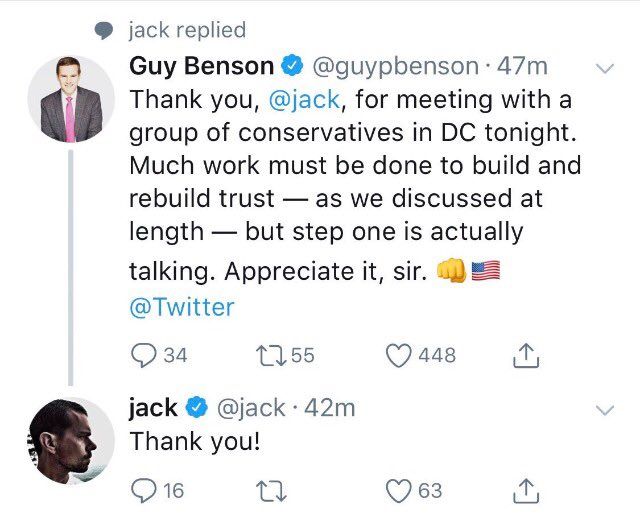 jack replied
Guy Benson @guypbenson · 47m
Thank you, @jack, for meeting with a
group of conservatives in DC tonight.
Much work must be done to build and
rebuild trust — as we discussed at
length — but step one is actually
talking. Appreciate it, sir. 👊🇺🇸
@Twitter
34 55 448
jack @jack · 42m
Thank you!
16 63